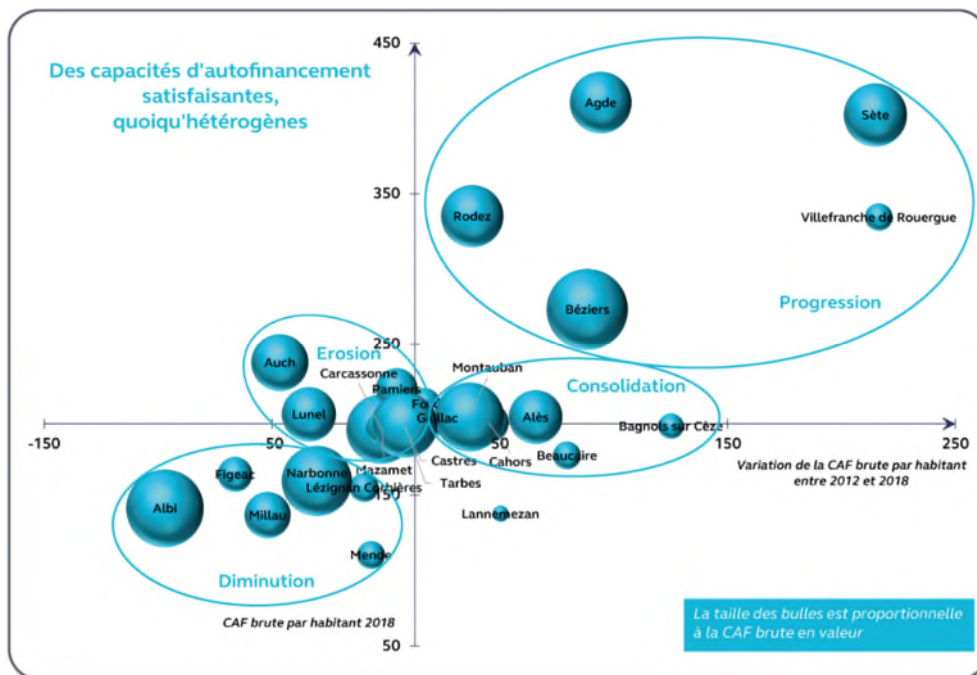 450
Des capacités d'autofinancement
satisfaisantes,
quoiqu'hétérogènes
Agde
Sète
350
Rodez
Villefranche de Rouergue
Béziers
Progression
250
Auch
Erosion
Carcassonne
Montauban
Pamiers
Consolidation
Lunel
Gaillac
Alès
Bagnols sur Cèze
-150
-50
50
150
250
Castres
Cahors
Beaucaire
Variation de la CAF brute par habitant
entre 2012 et 2018
Figeac
Narbonne
Mazamet
Lézignan Corbières
Tarbes
150
Albi
Millau
Lannemezan
Mende
Diminution
CAF brute par habitant 2018
50
La taille des bulles est proportionnelle
à la CAF brute en valeur